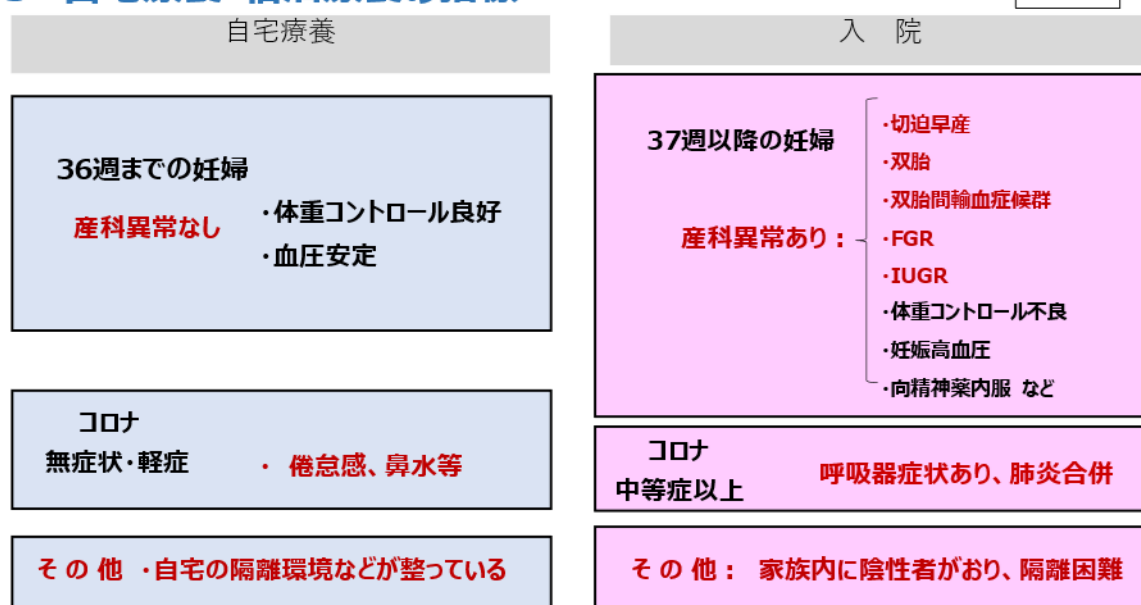 自宅療養
36週までの妊婦
産科異常なし
・体重コントロール良好
・血圧安定
コロナ
無症状・軽症
・ 倦怠感、鼻水等
その他 ・自宅の隔離環境などが整っている
入 院
37週以降の妊婦
産科異常あり：
・切迫早産
・双胎
・双胎間輸血症候群
・FGR
・IUGR
・体重コントロール不良
・妊娠高血圧
・向精神薬内服 など
コロナ
中等症以上
呼吸器症状あり、肺炎合併
その他： 家族内に陰性者がおり、隔離困難